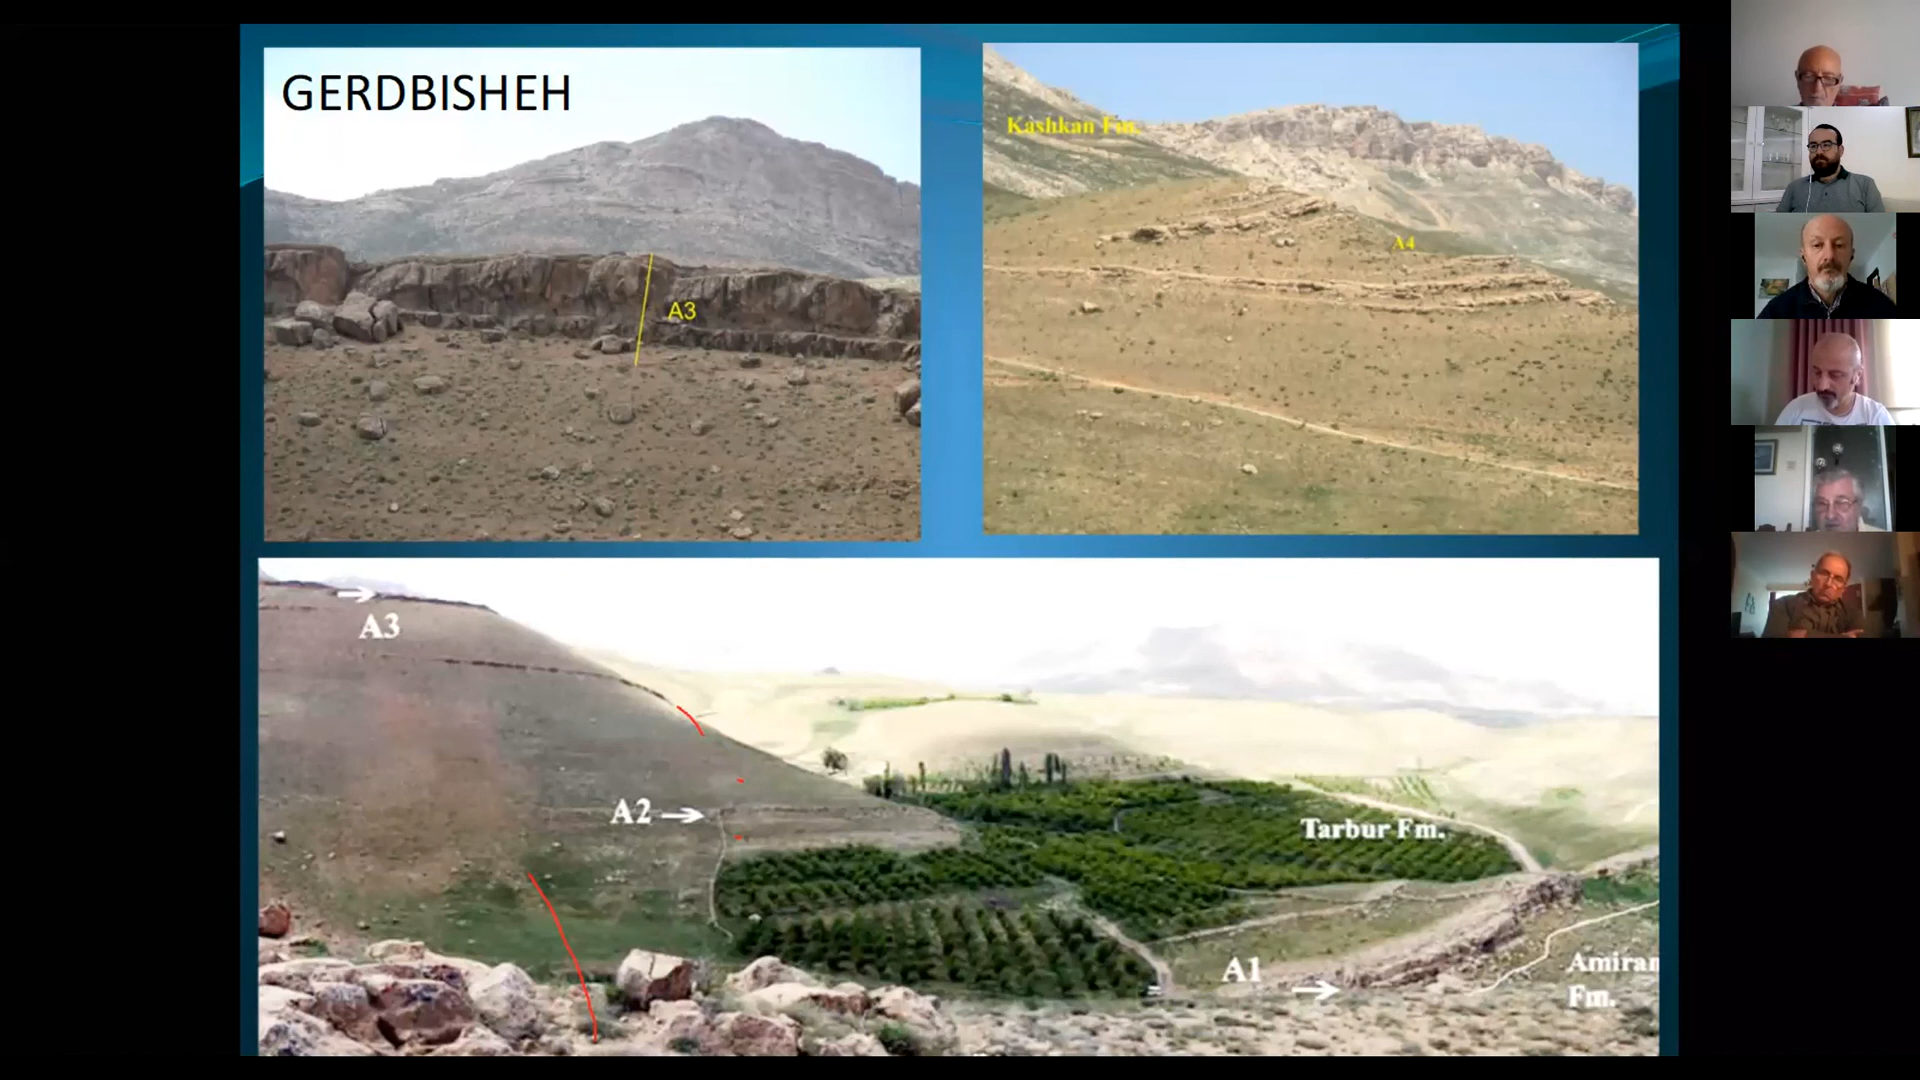 GERDBISHEH
A3
Kashkan Fm.
A4
A3
A2
Tarbur Fm.
A1
Amiran
Fm.